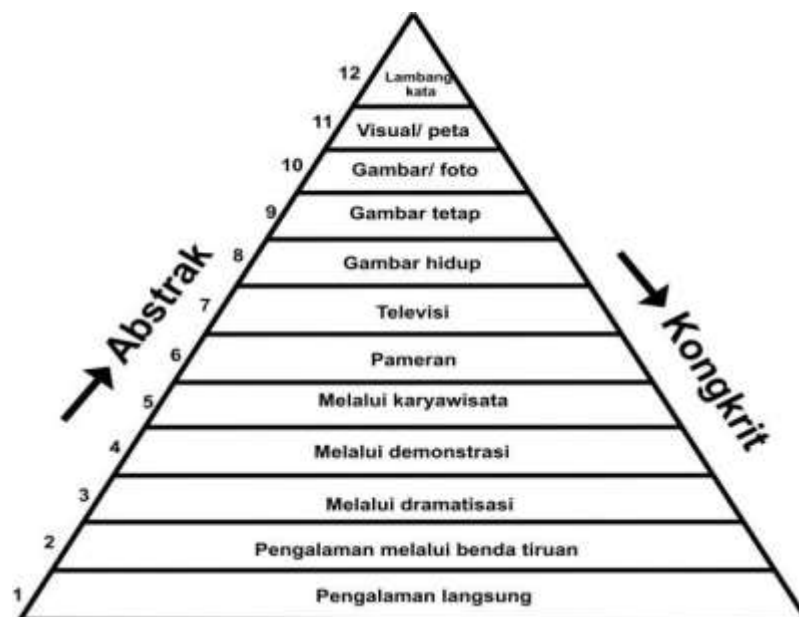 12 Lambang
kata
11 Visual/ peta
10 Gambar/ foto
9 Gambar tetap
8 Gambar hidup
7 Televisi
6 Pameran
5 Melalui karyawisata
4 Melalui demonstrasi
3 Melalui dramatisasi
2 Pengalaman melalui benda tiruan
1 Pengalaman langsung
Abstrak
Kongkrit